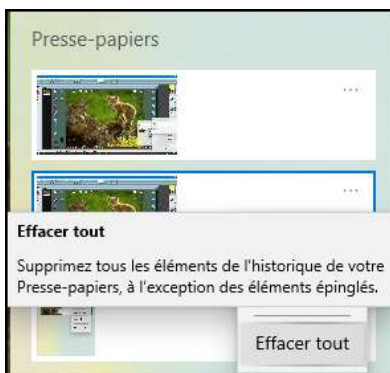 Presse-papiers
Effacer tout
Supprimez tous les éléments de l'historique de votre
Presse-papiers, à l'exception des éléments épinglés.
Effacer tout